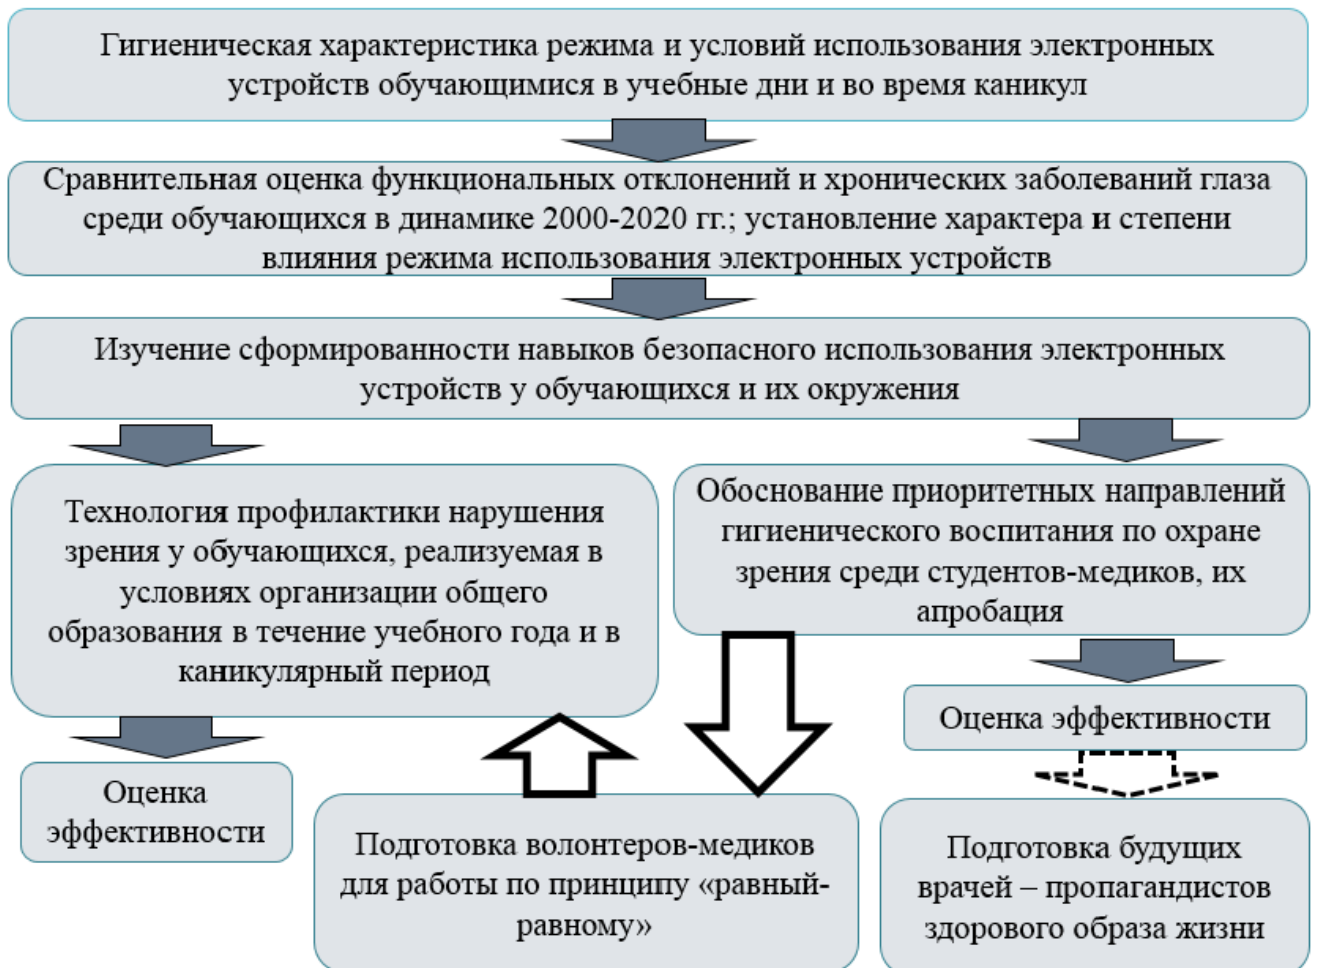 Гигиеническая характеристика режима и условий использования электронных
устройств обучающимися в учебные дни и во время каникул
Сравнительная оценка функциональных отклонений и хронических заболеваний глаза
среди обучающихся в динамике 2000-2020 гг.; установление характера и степени
влияния режима использования электронных устройств
Изучение сформированности навыков безопасного использования электронных
устройств у обучающихся и их окружения
Технология профилактики нарушения
зрения у обучающихся, реализуемая в
условиях организации общего
образования в течение учебного года и в
каникулярный период
Обоснование приоритетных направлений
гигиенического воспитания по охране
зрения среди студентов-медиков, их
апробация
Оценка эффективности
Оценка
эффективности
Подготовка волонтеров-медиков
для работы по принципу «равный-
равному»
Подготовка будущих
врачей – пропагандистов
здорового образа жизни